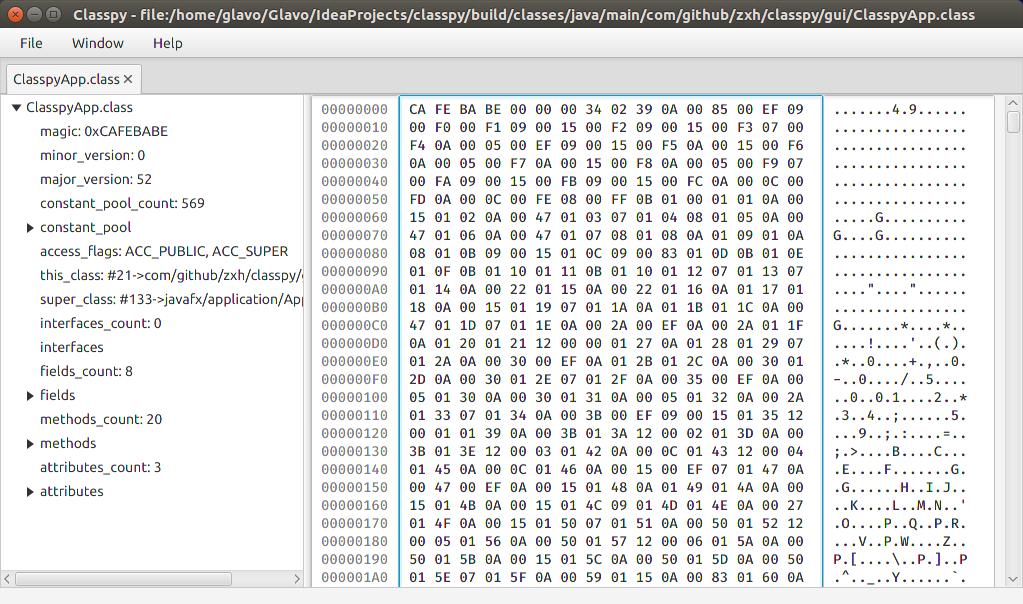 Classpy - file:/home/glavo/Glavo/IdeaProjects/classpy/build/classes/java/main/com/github/zxh/classpy/gui/ClasspyApp.class
File Window Help
ClasspyApp.class
ClasspyApp.class
magic: 0xCAFEBABE
minor_version: 0
major_version: 52
constant_pool_count: 569
constant_pool
access_flags: ACC_PUBLIC, ACC_SUPER
this_class: #21->com/github/zxh/classpy/
super_class: #133->javafx/application/App
interfaces_count: 0
interfaces
fields_count: 8
fields
methods_count: 20
methods
attributes_count: 3
attributes
00000000 CA FE BA BE 00 00 00 34 02 39 0A 00 85 00 EF 09 .......4.9......
00000010 00 F0 00 F1 09 00 15 00 F2 09 00 15 00 F3 07 00 ................
00000020 F4 0A 00 05 00 EF 09 00 15 00 F5 0A 00 15 00 F6 ................
00000030 0A 00 05 00 F7 0A 00 15 00 F8 0A 00 05 00 F9 07 ................
00000040 00 FA 09 00 15 00 FB 09 00 15 00 FC 0A 00 0C 00 ................
00000050 FD 0A 00 0C 00 FE 08 00 FF 0B 01 00 01 01 0A 00 ................
00000060 15 01 02 0A 00 47 01 03 07 01 04 08 01 05 0A 00 .....G..........
00000070 47 01 06 0A 00 47 01 07 08 01 08 0A 01 09 01 0A G....G..........
00000080 08 01 0B 09 00 15 01 0C 09 00 83 01 0D 0B 01 0E ................
00000090 01 0F 0B 01 10 01 11 0B 01 10 01 12 07 01 13 07 ................
000000A0 01 14 0A 00 22 01 15 0A 00 22 01 16 0A 01 17 01 ...."...."......
000000B0 18 0A 00 15 01 19 07 01 1A 0A 01 1B 01 1C 0A 00 ................
000000C0 47 01 1D 07 01 1E 0A 00 2A 00 EF 0A 00 2A 01 1F G.......*....*..
000000D0 0A 01 20 01 21 12 00 00 01 27 0A 01 28 01 29 07 .. .!....'..(.).
000000E0 01 2A 0A 00 30 00 EF 0A 01 2B 01 2C 0A 00 30 01 .*..0....+.,..0.
000000F0 2D 0A 00 30 01 2E 07 01 2F 0A 00 35 00 EF 0A 00 -..0..../..5....
00000100 05 01 30 0A 00 30 01 31 0A 00 05 01 32 0A 00 2A ..0..0.1....2..*
00000110 01 33 07 01 34 0A 00 3B 00 EF 09 00 15 01 35 12 .3..4..;......5.
00000120 00 01 01 39 0A 00 3B 01 3A 12 00 02 01 3D 0A 00 ...9..;.:....=..
00000130 3B 01 3E 12 00 03 01 42 0A 00 0C 01 43 12 00 04 ;.>....B....C...
00000140 01 45 0A 00 0C 01 46 0A 00 15 00 EF 07 01 47 0A .E....F.......G.
00000150 00 47 00 EF 0A 00 15 01 48 0A 01 49 01 4A 0A 00 .G......H..I.J..
00000160 15 01 4B 0A 00 15 01 4C 09 01 4D 01 4E 0A 00 27 ..K....L..M.N..'
00000170 01 4F 0A 00 15 01 50 07 01 51 0A 00 50 01 52 12 .O....P..Q..P.R.
00000180 00 05 01 56 0A 00 50 01 57 12 00 06 01 5A 0A 00 ...V..P.W....Z..
00000190 50 01 5B 0A 00 15 01 5C 0A 00 50 01 5D 0A 00 50 P.[....\..P.]..P
000001A0 01 5E 07 01 5F 0A 00 59 01 15 0A 00 83 01 60 0A .^.._..Y......`.